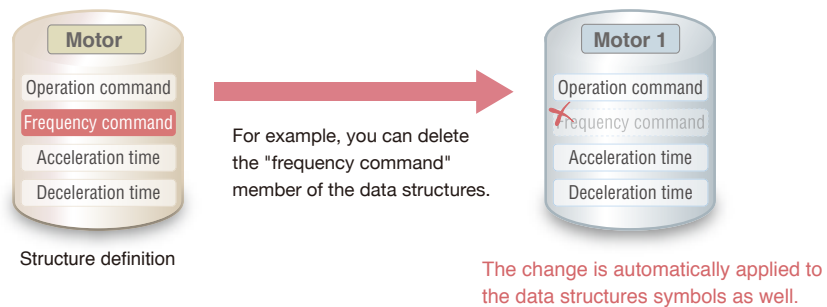 Motor
Operation command
Frequency command
Acceleration time
Deceleration time
Structure definition
For example, you can delete
the "frequency command"
member of the data structures.
Motor 1
Operation command
Frequency command
Acceleration time
Deceleration time
The change is automatically applied to
the data structures symbols as well.